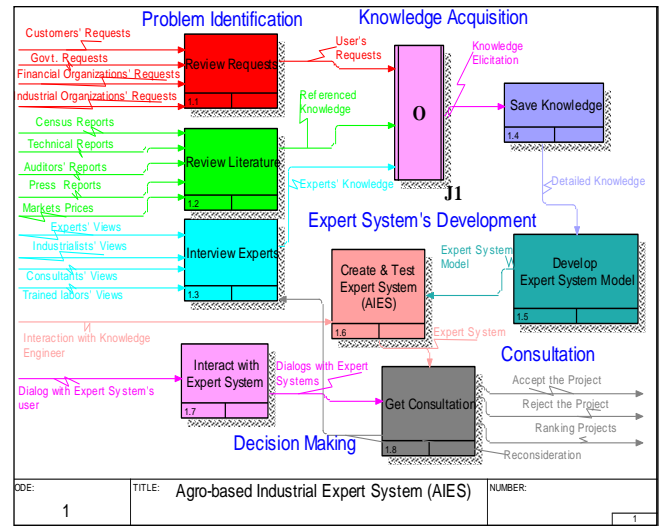 Problem Identification
Knowledge Acquisition
Customers' Requests
Govt. Requests
Financial Organizations' Requests
Industrial Organizations' Requests
Review Requests
1.1
User's
Requests
Knowledge
Elicitation
O
J1
Save Knowledge
1.4
Census Reports
Technical Reports
Auditors' Reports
Press Reports
Markets Prices
Review Literature
1.2
Referenced
Knowledge
Experts' Knowledge
Detailed Knowledge
Experts' Views
Industrialists' Views
Consultants' Views
Trained labors' Views
Interview Experts
1.3
Expert System's Development
Create & Test
Expert System
(AIES)
1.6
Expert System
Model
Develop
Expert System Model
1.5
Interaction with Knowledge
Engineer
Expert System
Consultation
Dialog with Expert System's
user
Interact with
Expert System
1.7
Dialogs with Expert
Systems
Get Consultation
1.8
Accept the Project
Reject the Project
Ranking Projects
Reconsideration
Decision Making
ODE:
1
TITLE:
Agro-based Industrial Expert System (AIES)
NUMBER:
1